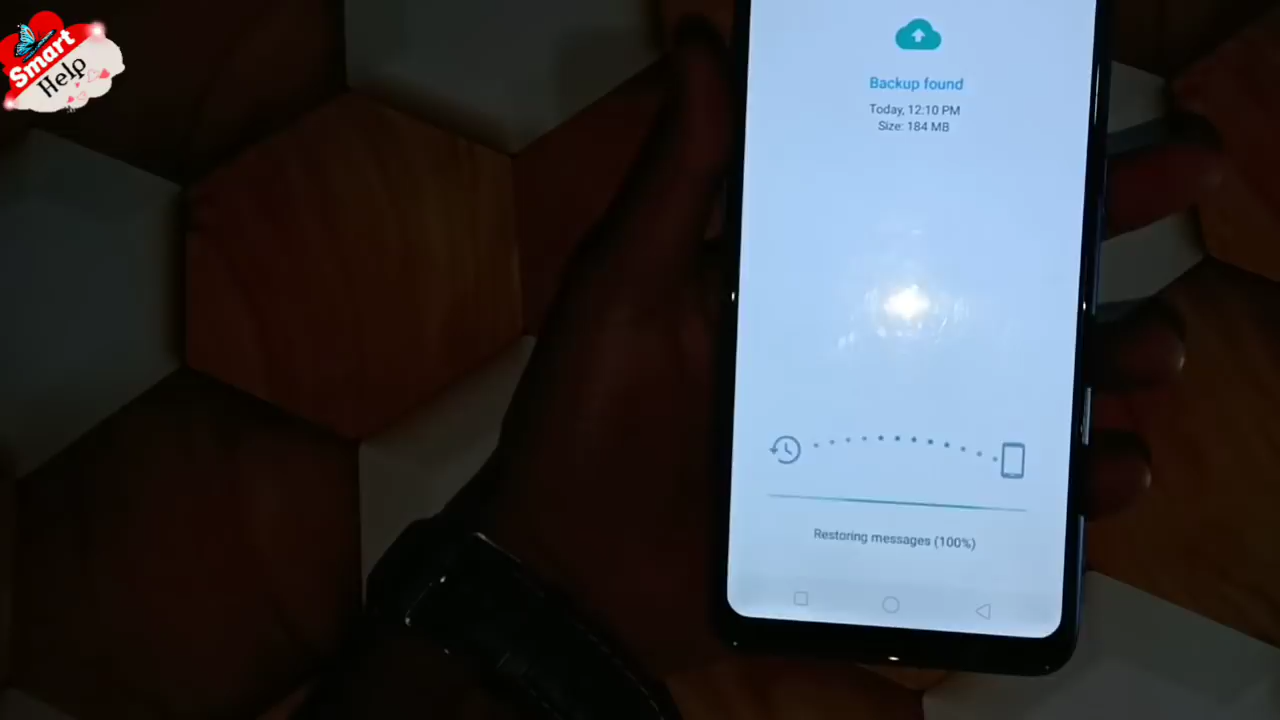 Smart
Help
Backup found
Today, 12:10 PM
Size: 184 MB
Restoring messages (100%)